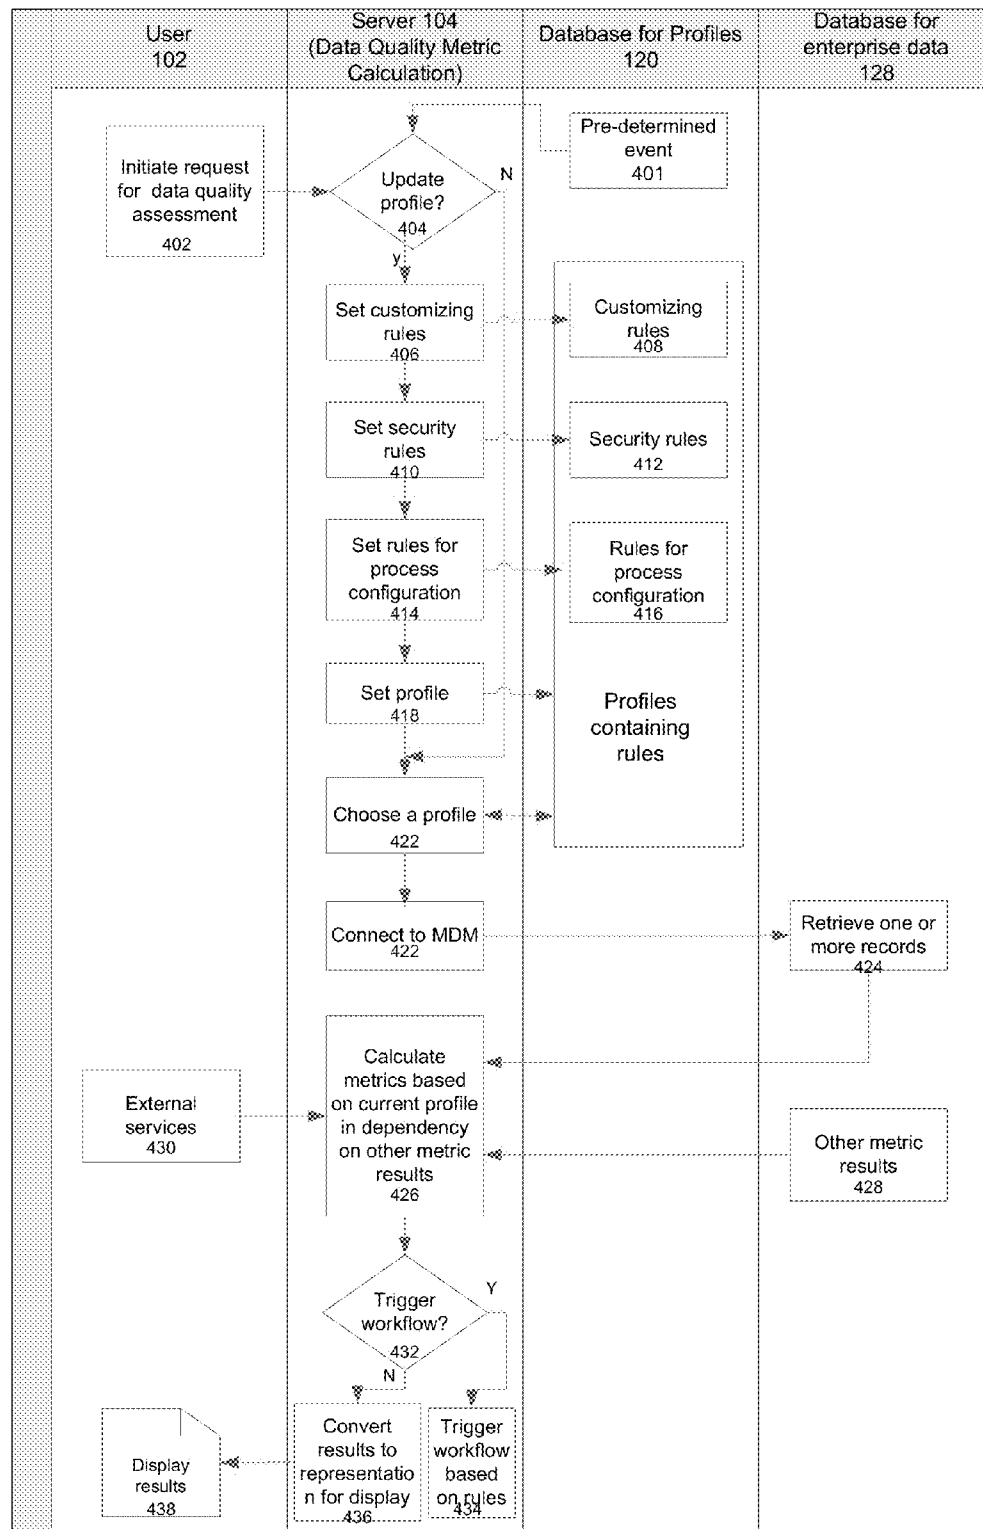 User
102
Server 104
(Data Quality Metric
Calculation)
Database for Profiles
120
Database for
enterprise data
128
Pre-determined
event
401
Initiate request
for data quality
assessment
402
Update
profile?
404
N
y
Set customizing
rules
406
Customizing
rules
408
Set security
rules
410
Security rules
412
Set rules for
process
configuration
414
Rules for
process
configuration
416
Set profile
418
Profiles
containing
rules
Choose a profile
422
Connect to MDM
422
Retrieve one or
more records
424
Calculate
metrics based
on current profile
in dependency
on other metric
results
426
External
services
430
Other metric
results
428
Trigger
workflow?
432
Y
N
Convert
results to
representatio
n for display
436
Trigger
workflow
based
on rules
434
Display
results
438